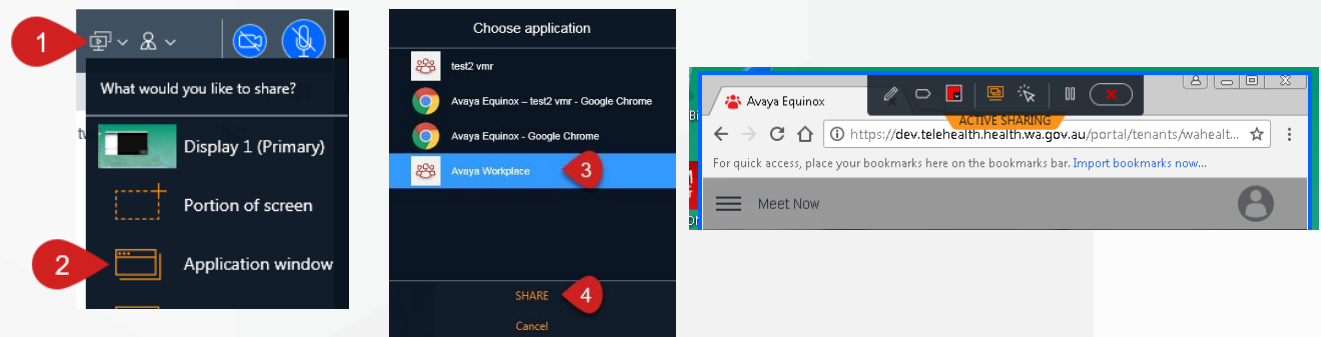 1
What would you like to share?
Display 1 (Primary)
Portion of screen
2
Application window
Choose application
test2 vmr
Avaya Equinox – test2 vmr - Google Chrome
Avaya Equinox - Google Chrome
Avaya Workplace
3
SHARE
4
Cancel
Avaya Equinox
ACTIVE SHARING
https://dev.telehealth.health.wa.gov.au/portal/tenants/wahealt...
For quick access, place your bookmarks here on the bookmarks bar. Import bookmarks now...
Meet Now